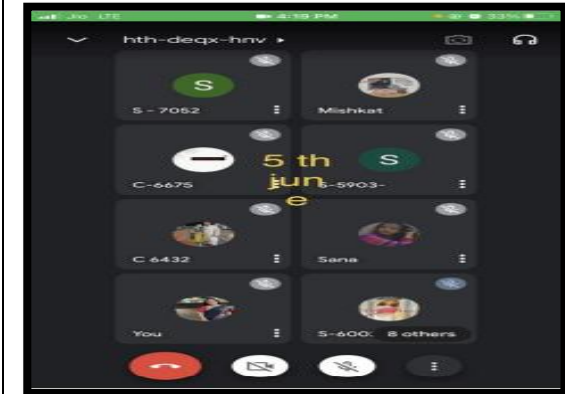 Jio LTE 4:19 PM 33%
hth-deqx-hnv
S
S - 7052
Mishkat
C-6675
S
S-5903-
5 th
jun
e
C 6432
Sana
You
S-600
8 others